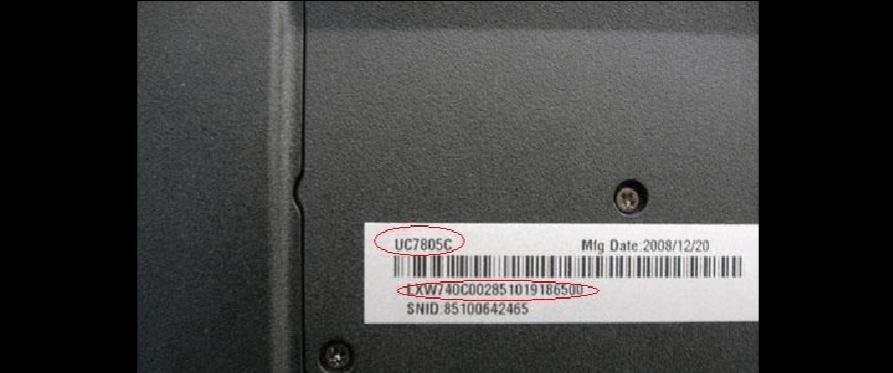 UC7805C Mfg Date:2008/12/20
LXW740C002851019186500
SNID:85100642465